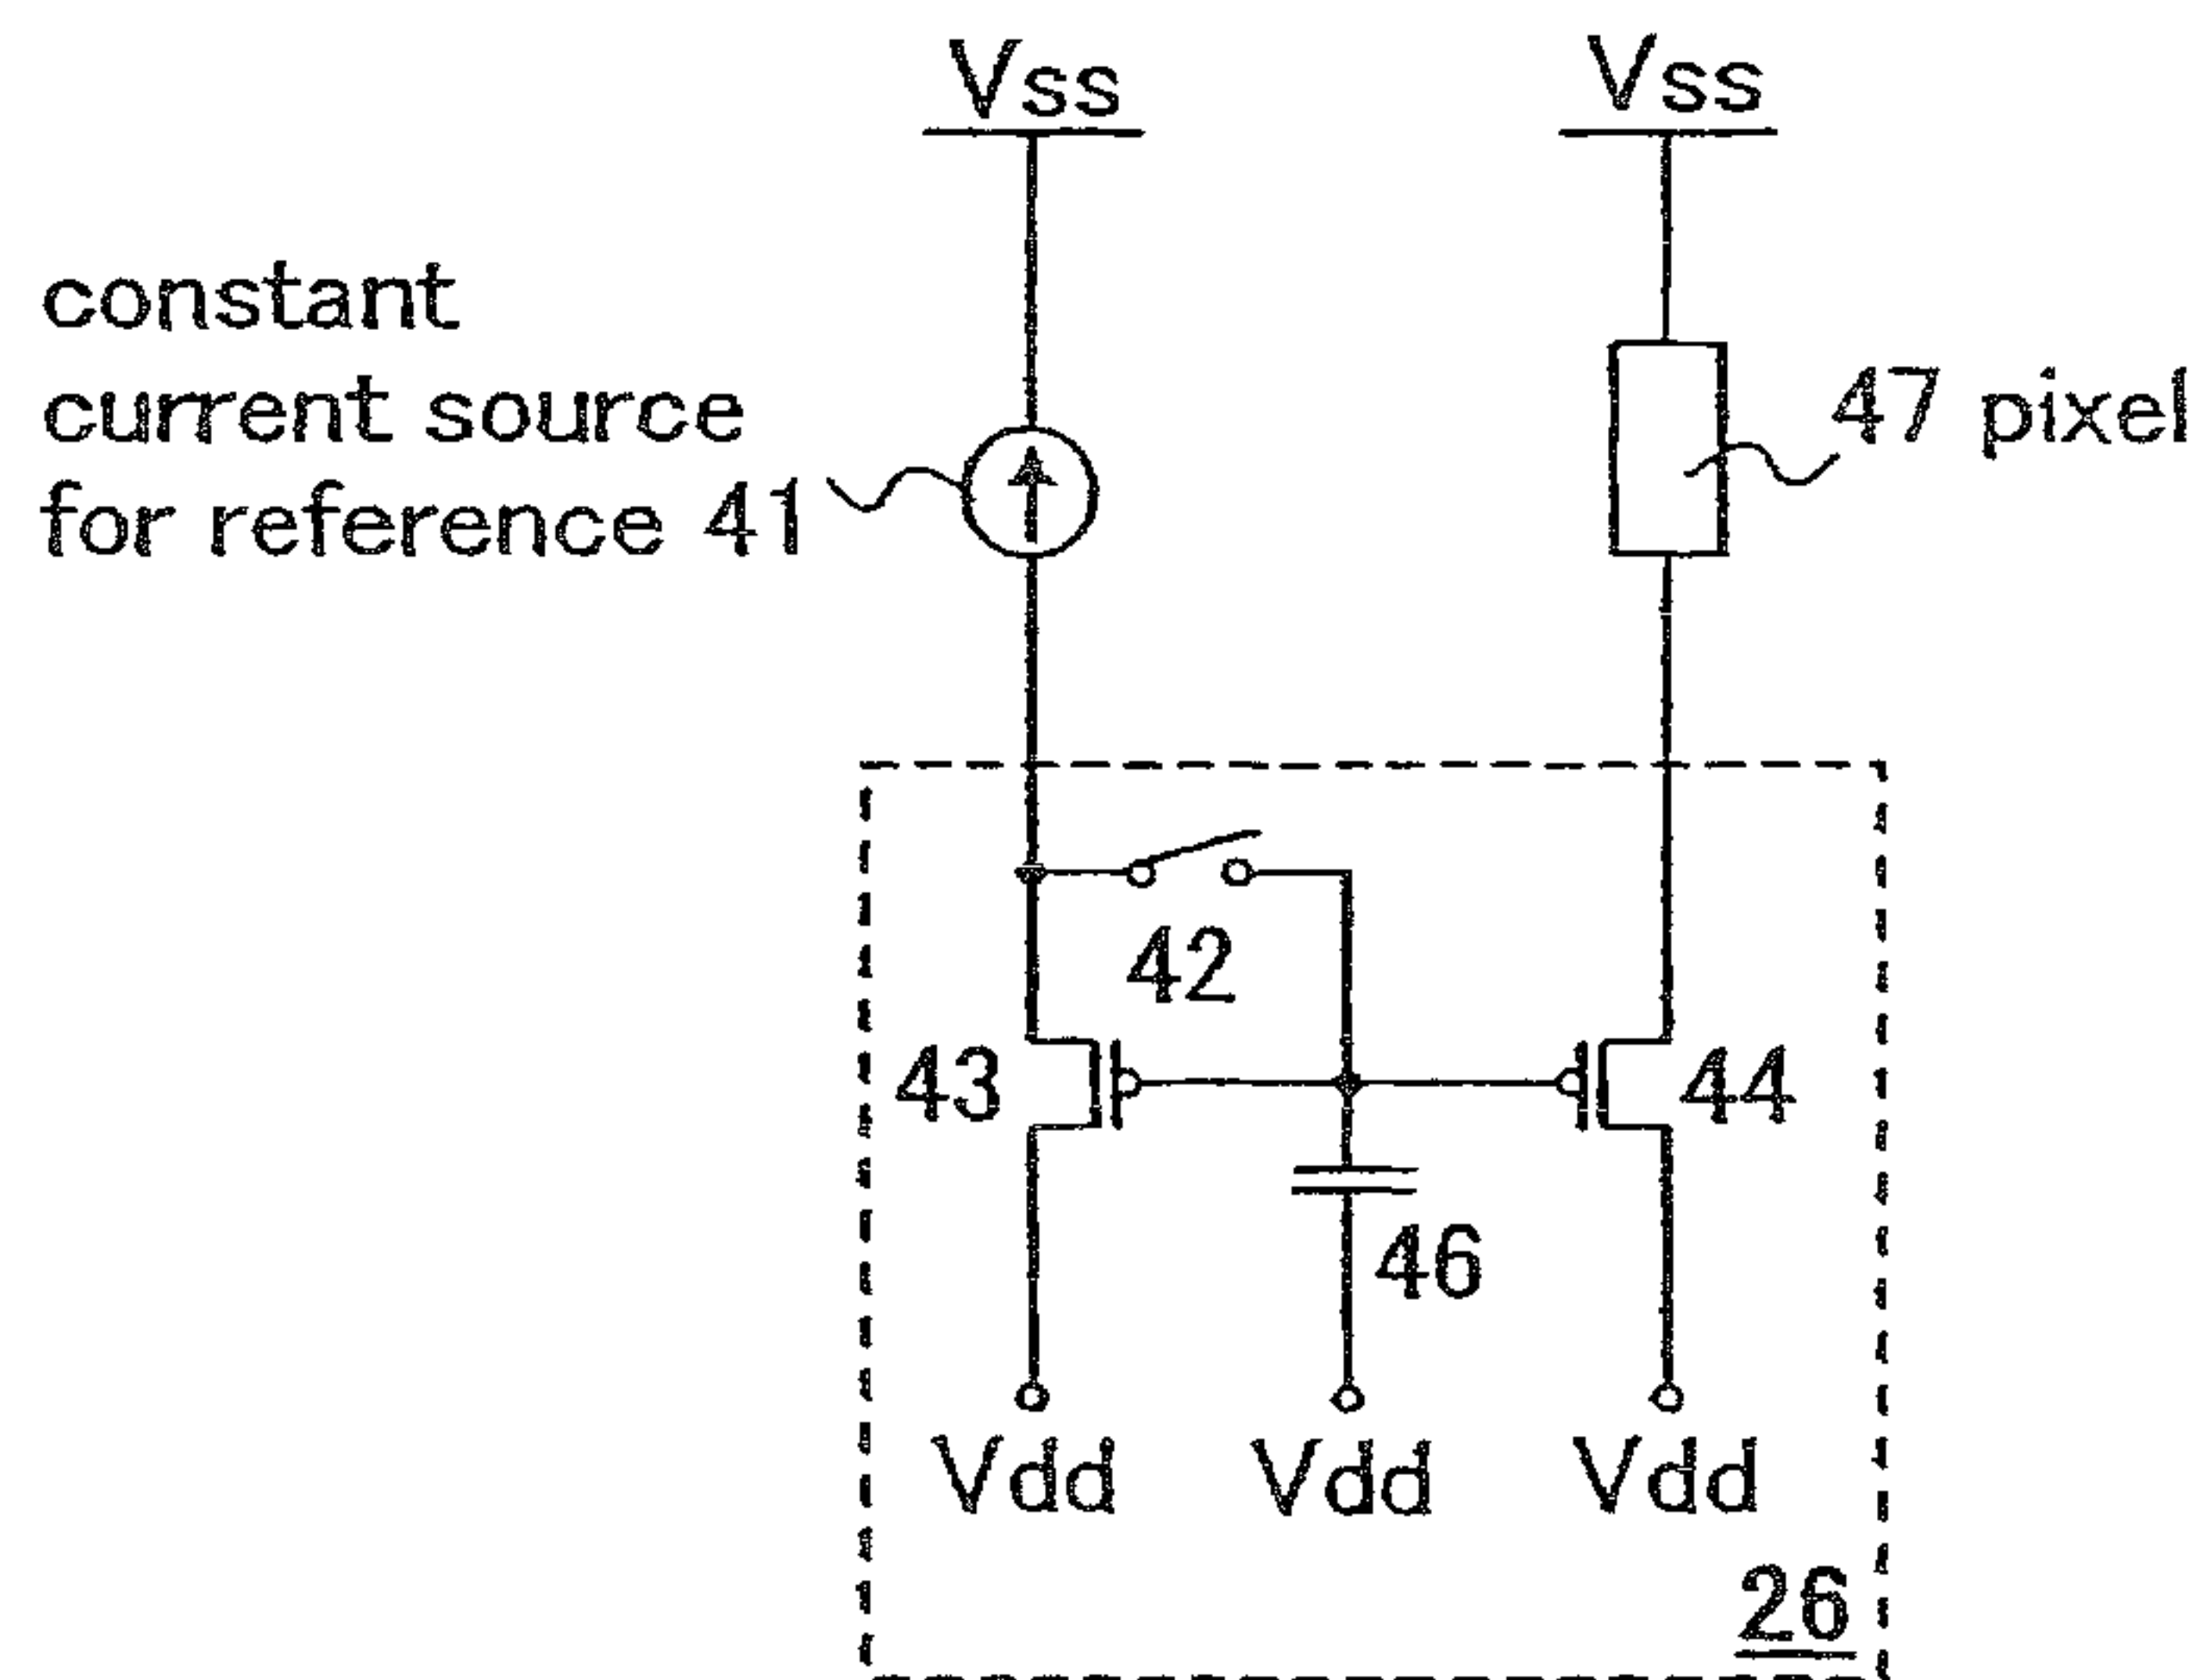 Vss
Vss
constant
current source
for reference 41
47 pixel
42
43
44
46
Vdd
Vdd
Vdd
26